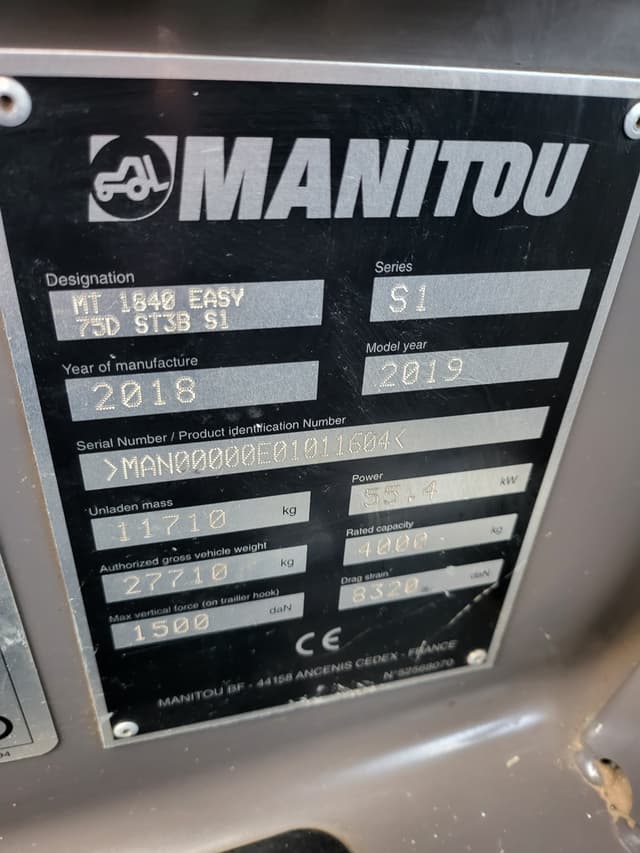 MANITOU
Designation
MT 1840 EASY
75D ST3B S1
Series
S1
Year of manufacture
2018
Model year
2019
Serial Number / Product identification Number
>MAN00000E01011604<
Unladen mass
11710 kg
Power
55.4 kW
Authorized gross vehicle weight
27710 kg
Rated capacity
4000 kg
Max vertical force (on trailler hook)
1500 daN
Drag strain
8320 daN
CE
MANITOU BF - 44158 ANCENIS CEDEX - FRANCE
N°52568070